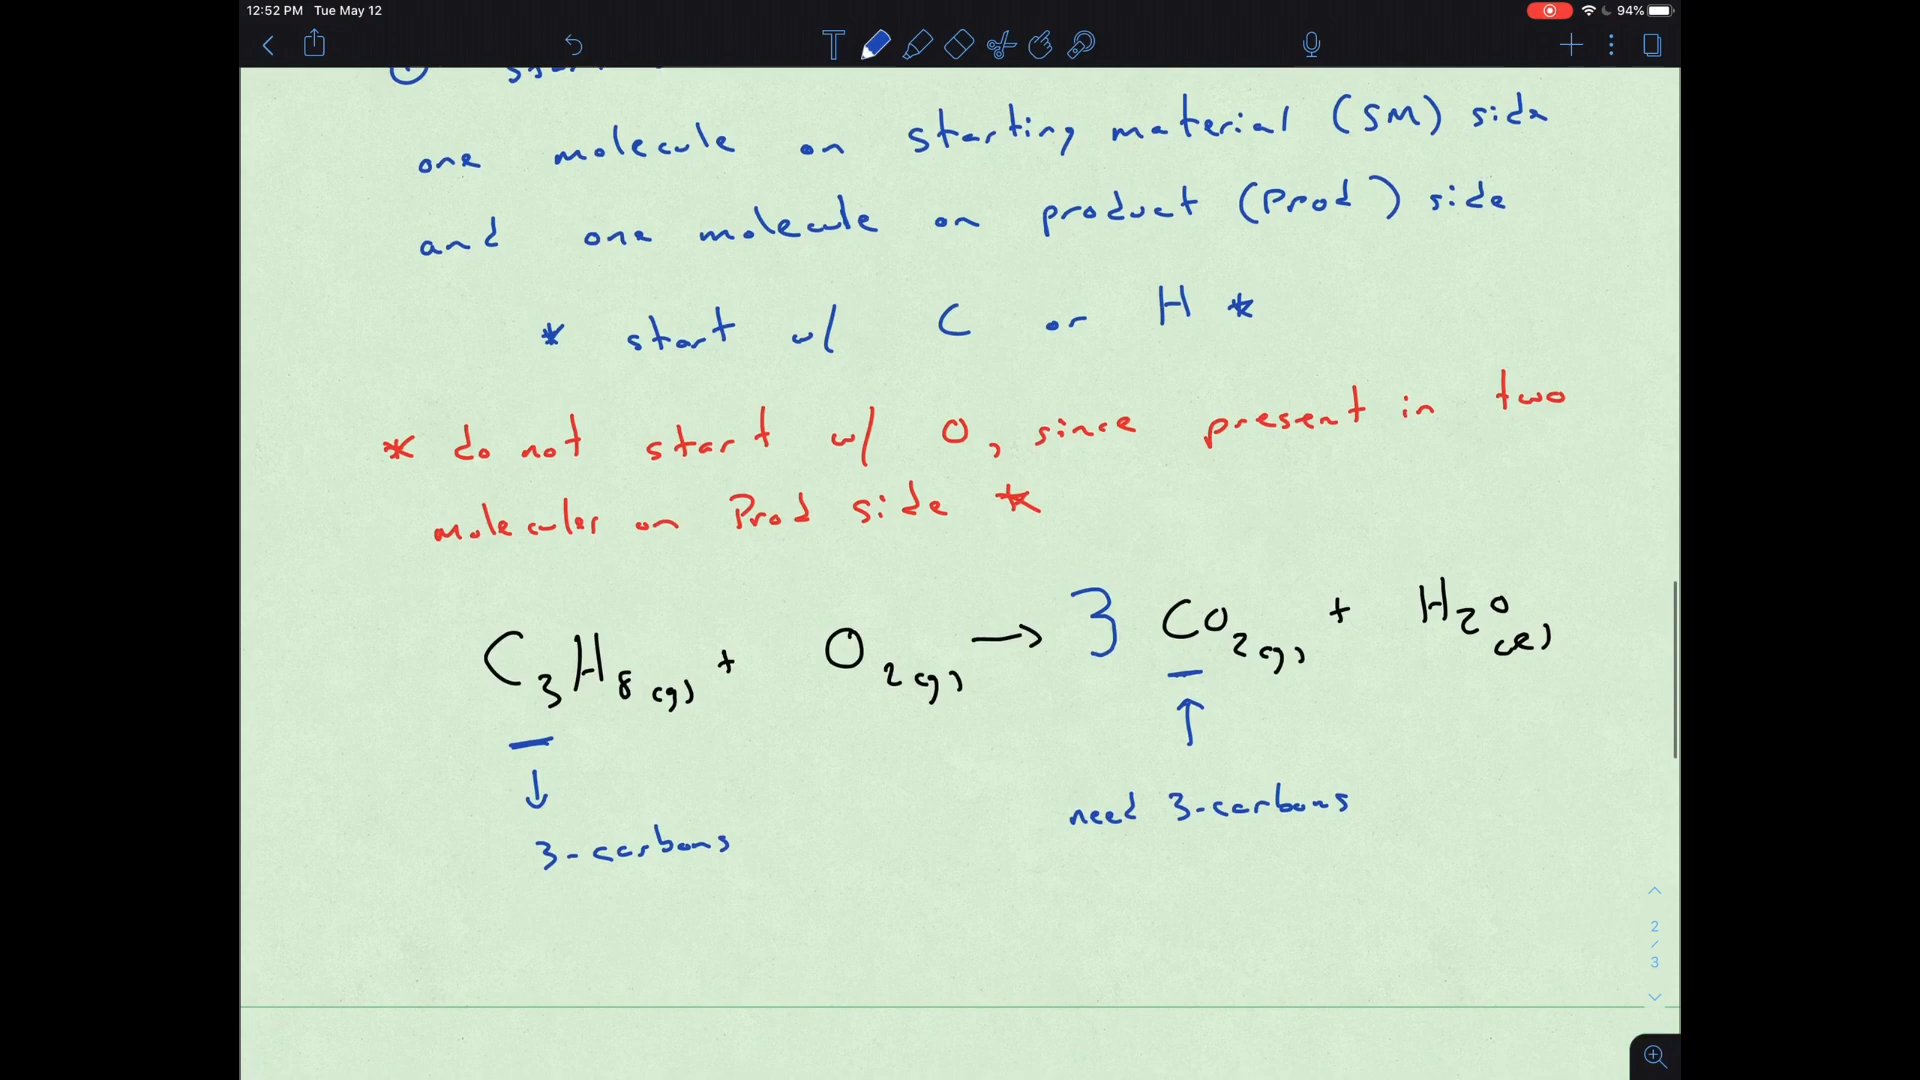 12:52 PM Tue May 12
94%
T
one molecule on starting material (SM) side
and one molecule on product (Prod) side
* start w/ C or H *
* do not start w/ O, since present in two
molecules on Prod side *
C3H8(g) + O2(g) → 3 CO2(g) + H2O(l)
3-carbons
need 3-carbons
2
/
3